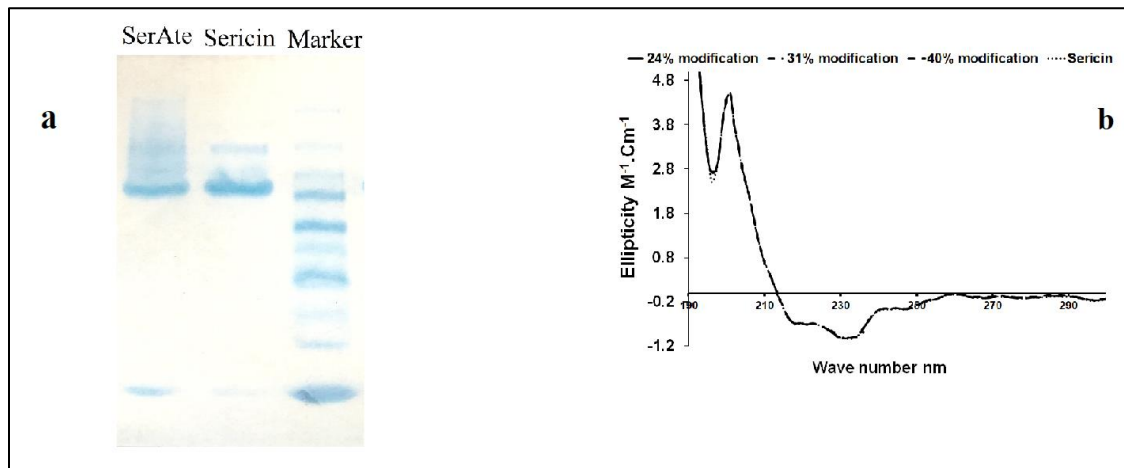 SerAte Sericin Marker
a
24% modification 31% modification 40% modification Sericin
b
4.8
3.8
2.8
1.8
0.8
-0.2
-1.2
Ellipticity M⁻¹.Cm⁻¹
190 210 230 250 270 290
Wave number nm